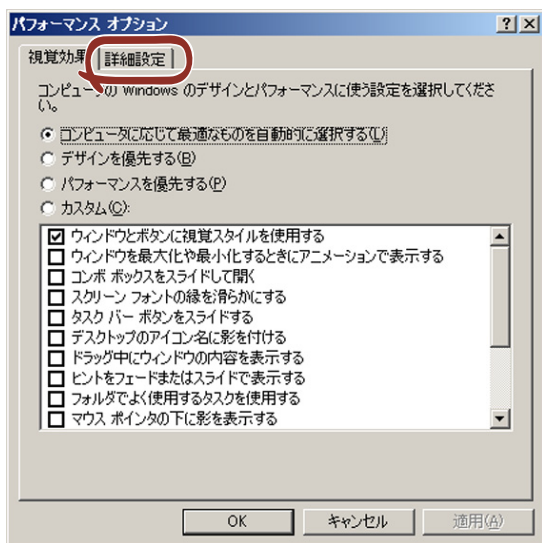 パフォーマンス オプション
視覚効果 詳細設定
コンピュータの Windows のデザインとパフォーマンスに使う設定を選択してくださ
い。
コンピュータに応じて最適なものを自動的に選択する(L)
デザインを優先する(B)
パフォーマンスを優先する(P)
カスタム(C):
ウィンドウとボタンに視覚スタイルを使用する
ウィンドウを最大化や最小化するときにアニメーションで表示する
コンボ ボックスをスライドして開く
スクリーン フォントの縁を滑らかにする
タスク バー ボタンをスライドする
デスクトップのアイコン名に影を付ける
ドラッグ中にウィンドウの内容を表示する
ヒントをフェードまたはスライドで表示する
フォルダでよく使用するタスクを使用する
マウス ポインタの下に影を表示する
OK キャンセル 適用(A)